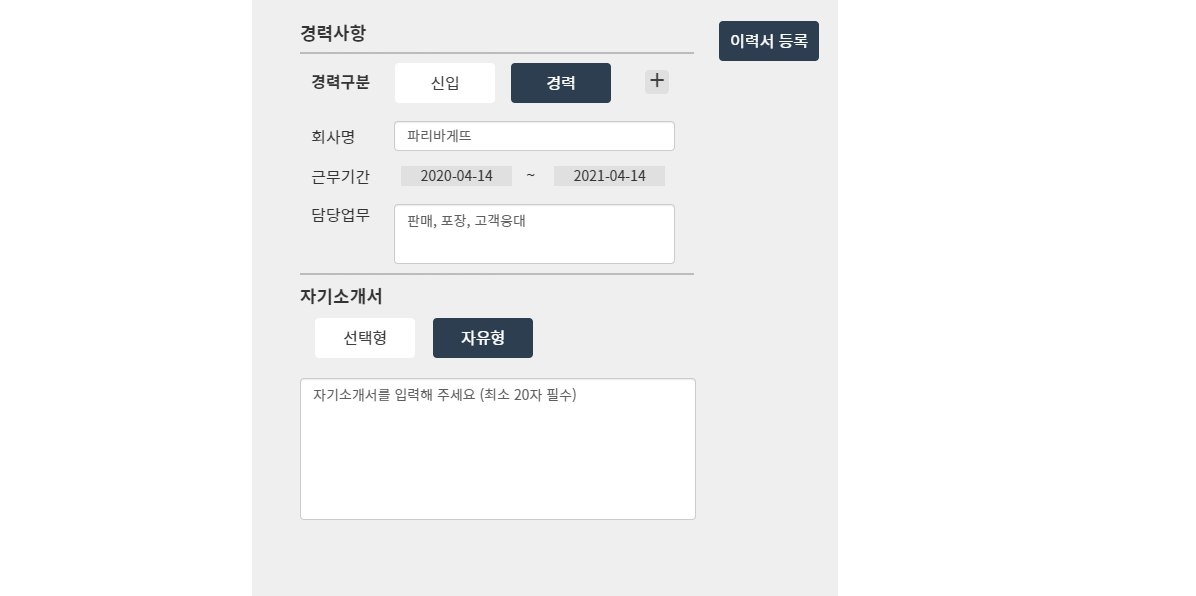 경력사항
이력서 등록
경력구분 신입 경력 +
회사명 파리바게뜨
근무기간 2020-04-14 ~ 2021-04-14
담당업무 판매, 포장, 고객응대
자기소개서
선택형 자유형
자기소개서를 입력해 주세요 (최소 20자 필수)